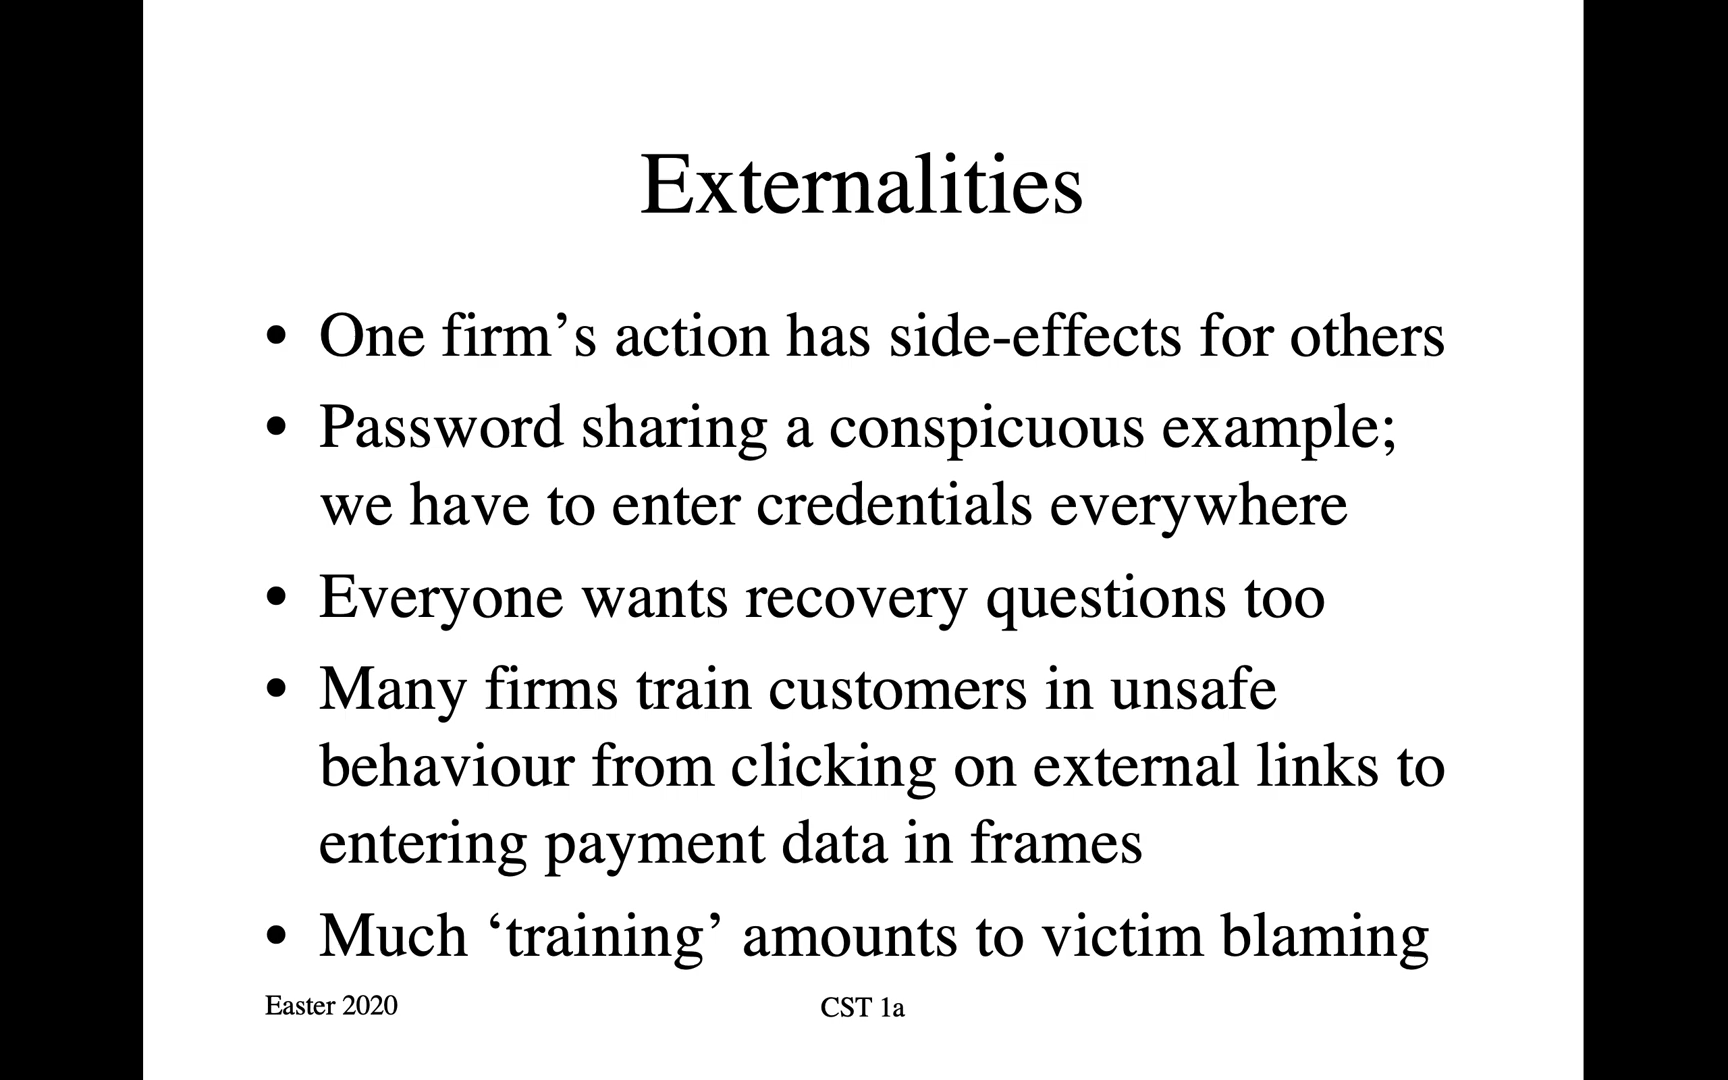 Externalities
• One firm’s action has side-effects for others
• Password sharing a conspicuous example;
we have to enter credentials everywhere
• Everyone wants recovery questions too
• Many firms train customers in unsafe
behaviour from clicking on external links to
entering payment data in frames
• Much ‘training’ amounts to victim blaming
Easter 2020
CST 1a